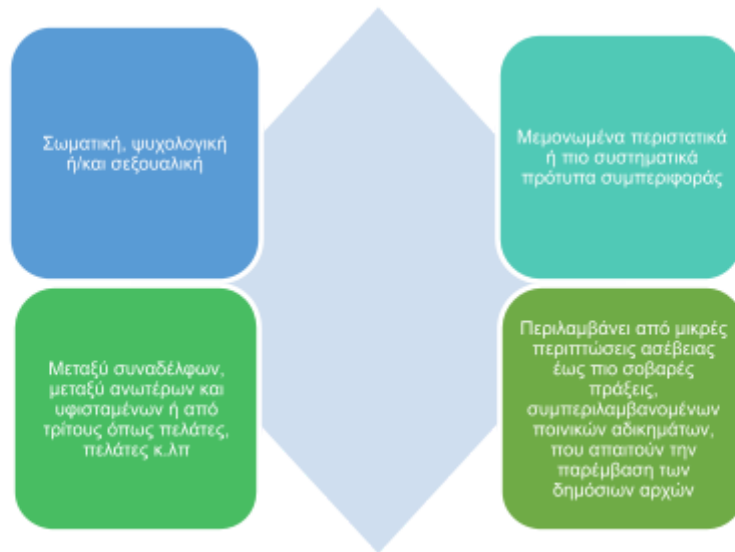 Σωματική, ψυχολογική
ή/και σεξουαλική
Μεμονωμένα περιστατικά
ή πιο συστηματικά
πρότυπα συμπεριφοράς
Μεταξύ συναδέλφων,
μεταξύ ανωτέρων και
υφισταμένων ή από
τρίτους όπως πελάτες,
πελάτες κ.λπ
Περιλαμβάνει από μικρές
περιπτώσεις ασέβειας
έως πιο σοβαρές
πράξεις,
συμπεριλαμβανομένων
ποινικών αδικημάτων,
που απαιτούν την
παρέμβαση των
δημόσιων αρχών